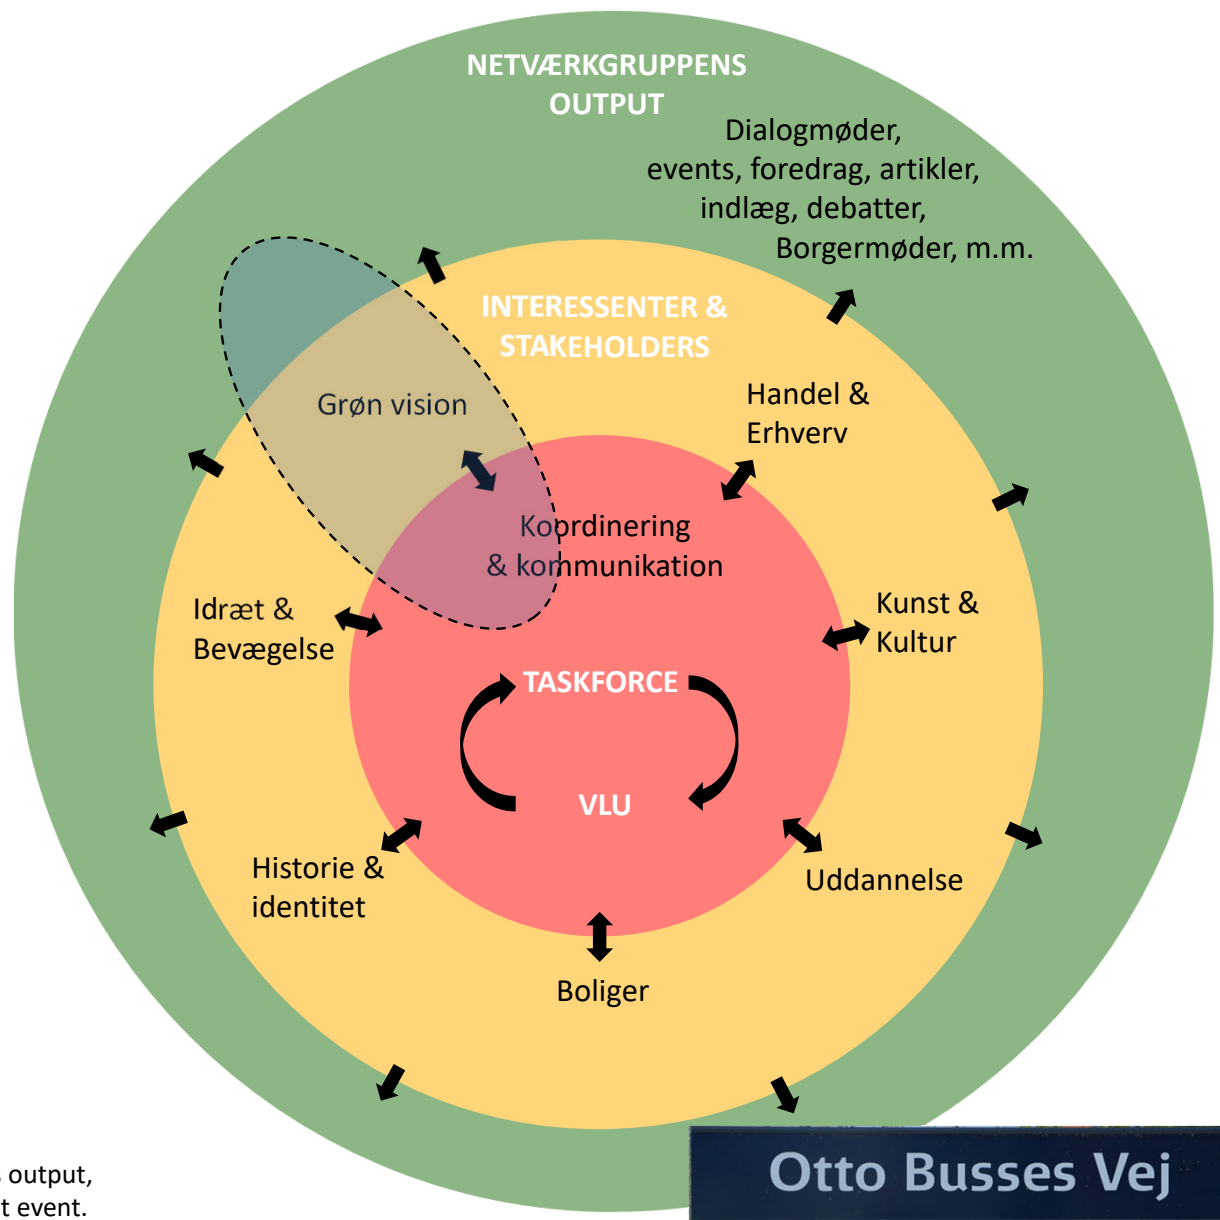 NETVÆRKGRUPPENS
OUTPUT
Dialogmøder,
events, foredrag, artikler,
indlæg, debatter,
Borgermøder, m.m.
INTERESSENTER &
STAKEHOLDERS
Grøn vision
Handel &
Erhverv
Koordinering
& kommunikation
Idræt &
Bevægelse
Kunst &
Kultur
TASKFORCE
VLU
Historie &
identitet
Uddannelse
Boliger
output,
event.
Otto Busses Vej